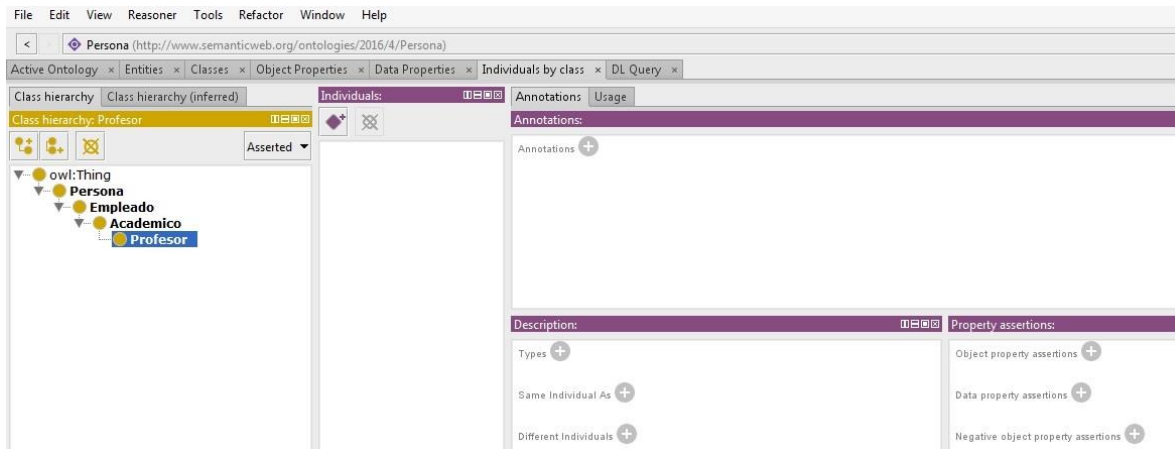 File Edit View Reasoner Tools Refactor Window Help
< Persona (http://www.semanticweb.org/ontologies/2016/4/Persona)
Active Ontology × Entities × Classes × Object Properties × Data Properties × Individuals by class × DL Query ×
Class hierarchy Class hierarchy (inferred)
Class hierarchy: Profesor
Asserted
owl:Thing
Persona
Empleado
Academico
Profesor
Individuals:
Annotations Usage
Annotations:
Annotations
Description:
Types
Same Individual As
Different Individuals
Property assertions:
Object property assertions
Data property assertions
Negative object property assertions